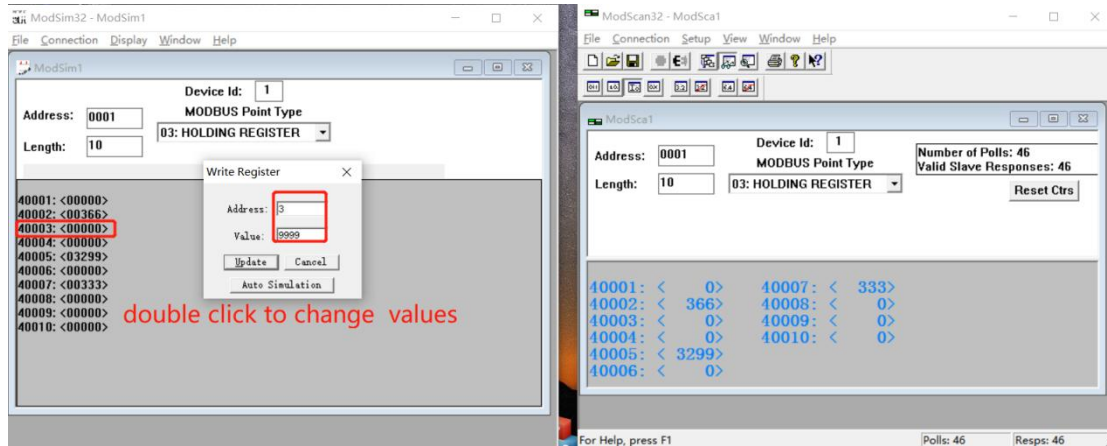 ModSim32 - ModSim1
File Connection Display Window Help
ModSim1
Device Id: 1
Address: 0001
MODBUS Point Type
Length: 10
03: HOLDING REGISTER
Write Register
Address: 3
Value: 9999
Update Cancel
Auto Simulation
40001: <00000>
40002: <00366>
40003: <00000>
40004: <00000>
40005: <03299>
40006: <00000>
40007: <00333>
40008: <00000>
40009: <00000>
40010: <00000>
double click to change values
ModScan32 - ModSca1
File Connection Setup View Window Help
ModSca1
Device Id: 1
Address: 0001
MODBUS Point Type
Length: 10
03: HOLDING REGISTER
Number of Polls: 46
Valid Slave Responses: 46
Reset Ctrs
40001: < 0> 40007: < 333>
40002: < 366> 40008: < 0>
40003: < 0> 40009: < 0>
40004: < 0> 40010: < 0>
40005: < 3299>
40006: < 0>
For Help, press F1
Polls: 46 Resps: 46